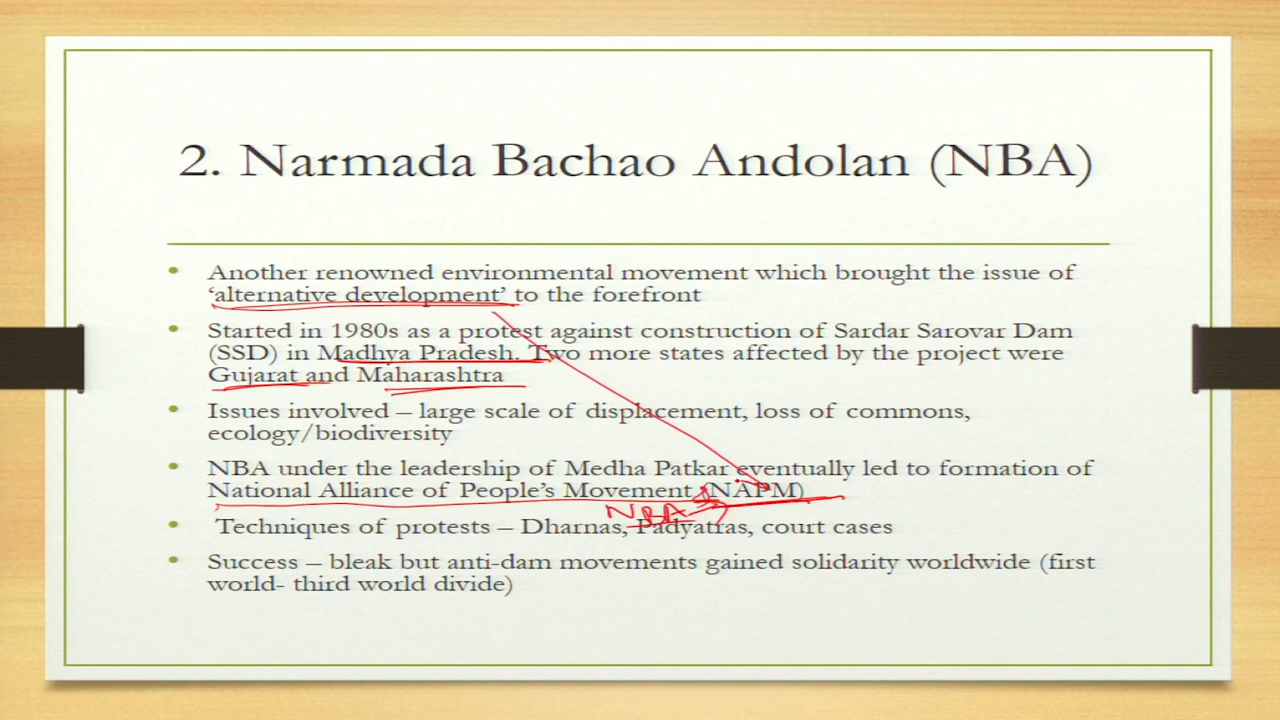 2. Narmada Bachao Andolan (NBA)
• Another renowned environmental movement which brought the issue of
‘alternative development’ to the forefront
• Started in 1980s as a protest against construction of Sardar Sarovar Dam
(SSD) in Madhya Pradesh. Two more states affected by the project were
Gujarat and Maharashtra
• Issues involved – large scale of displacement, loss of commons,
ecology/biodiversity
• NBA under the leadership of Medha Patkar eventually led to formation of
National Alliance of People’s Movement (NAPM)
NBA
• Techniques of protests – Dharnas, Padyatras, court cases
• Success – bleak but anti-dam movements gained solidarity worldwide (first
world- third world divide)